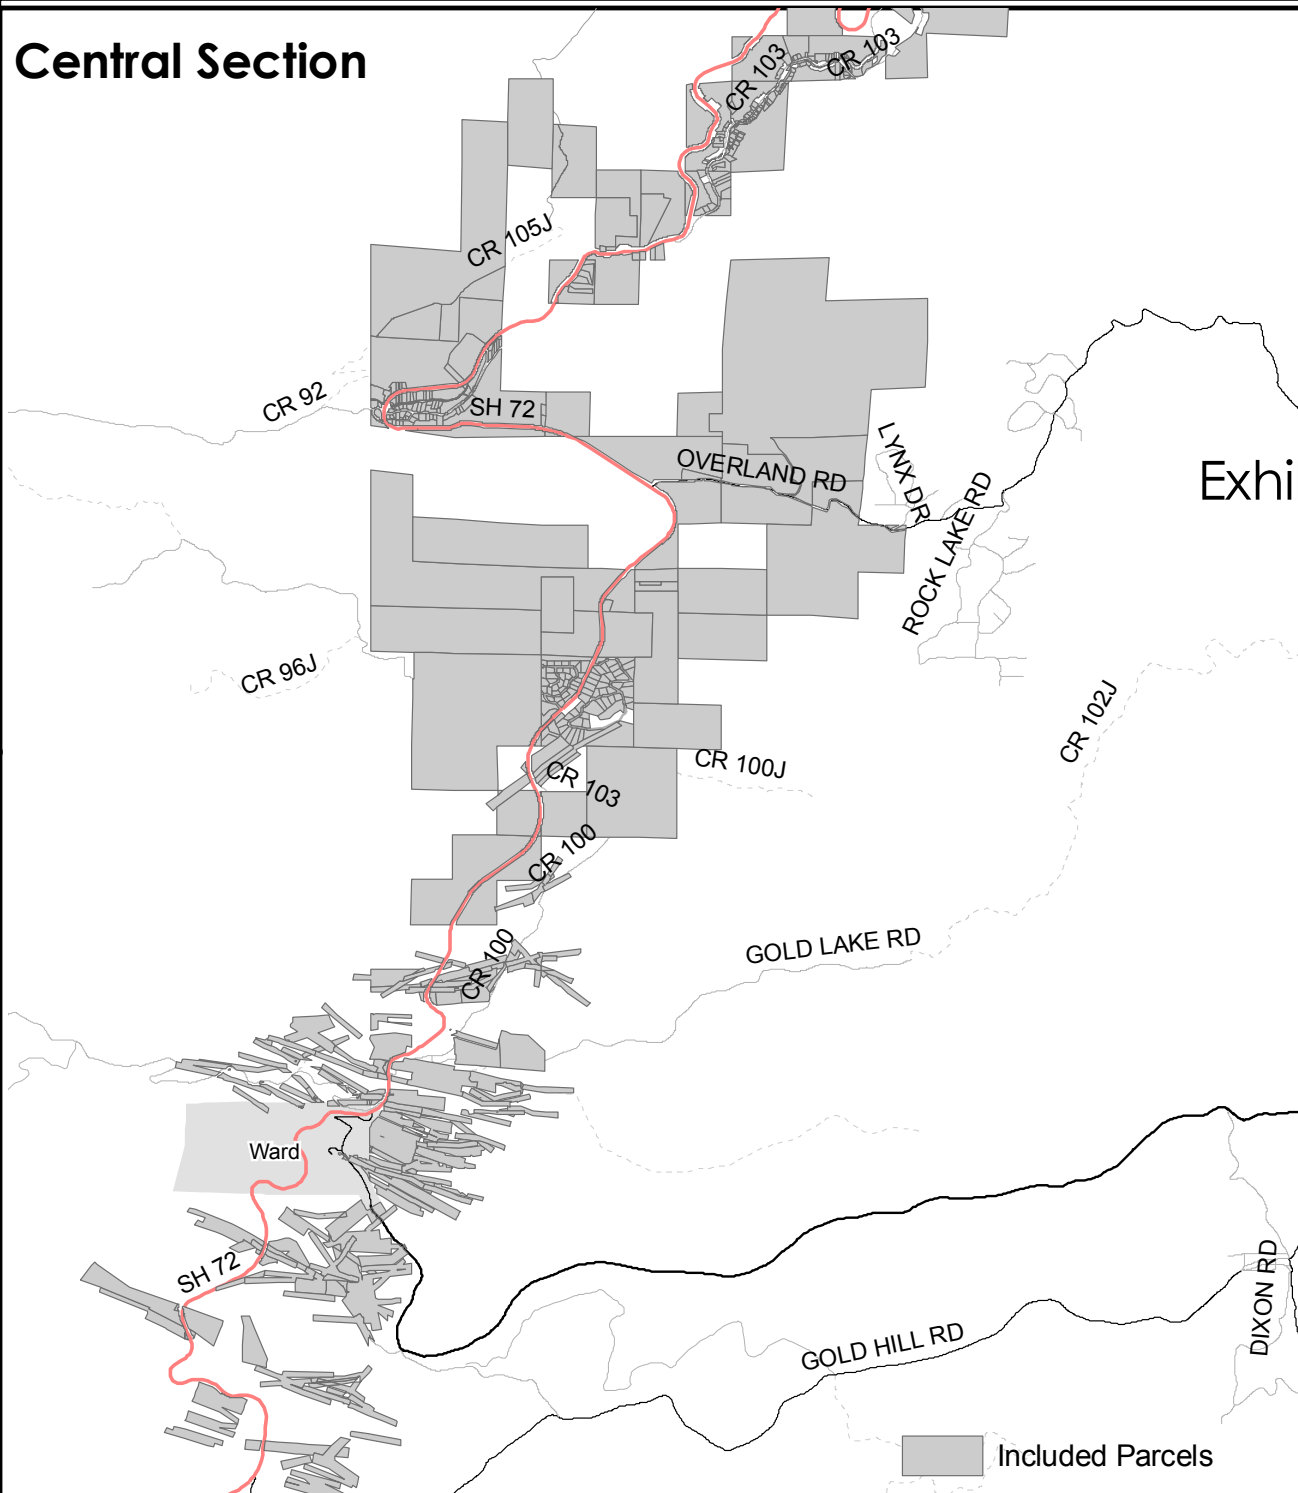 Central Section
CR 103
CR 103
CR 105J
CR 92
SH 72
OVERLAND RD
LYNX DR
ROCK LAKE RD
Exhi
CR 96J
CR 102J
CR 100J
CR 103
CR 100
GOLD LAKE RD
CR 100
Ward
SH 72
DIXON RD
GOLD HILL RD
Included Parcels